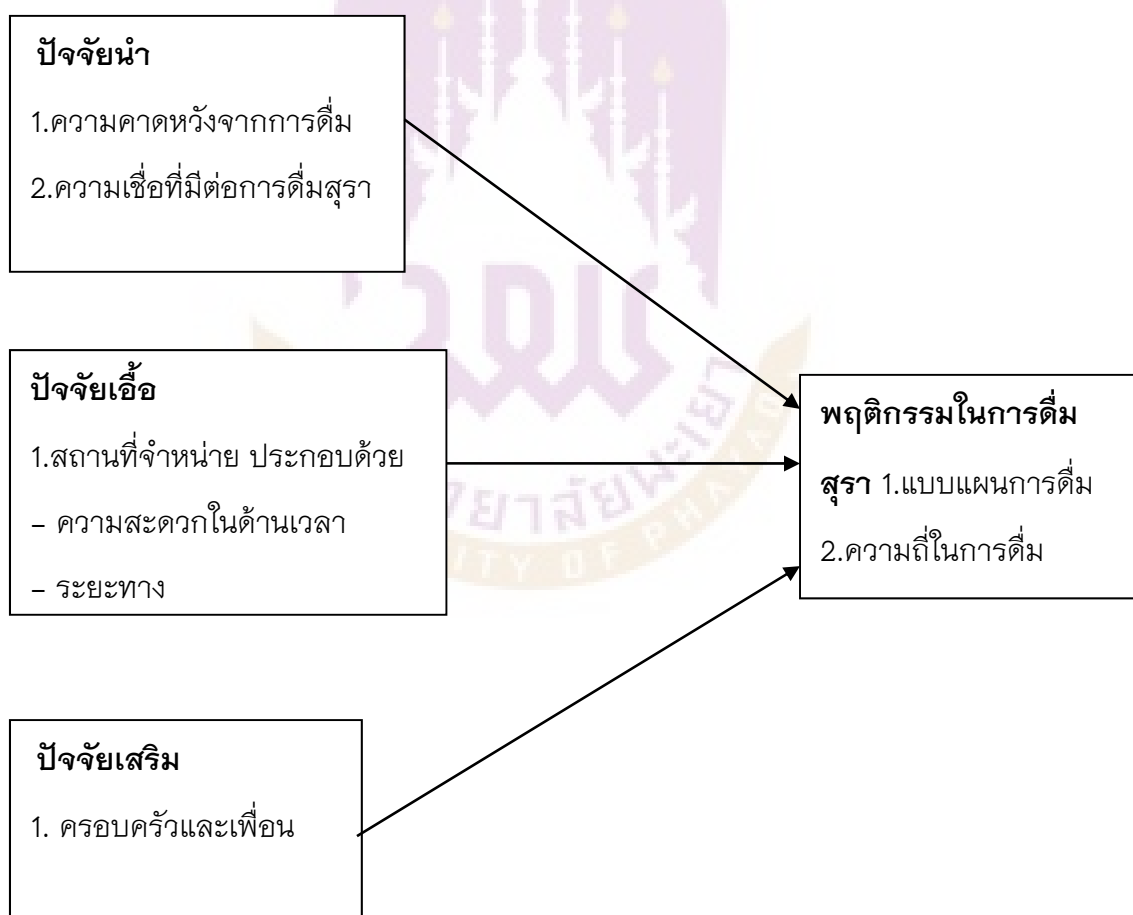 ปัจจัยนำ
1.ความคาดหวังจากการดื่ม
2.ความเชื่อที่มีต่อการดื่มสุรา
ปัจจัยเอื้อ
1.สถานที่จำหน่าย ประกอบด้วย
- ความสะดวกในด้านเวลา
- ระยะทาง
ปัจจัยเสริม
1. ครอบครัวและเพื่อน
พฤติกรรมในการดื่ม
สุรา 1.แบบแผนการดื่ม
2.ความถี่ในการดื่ม